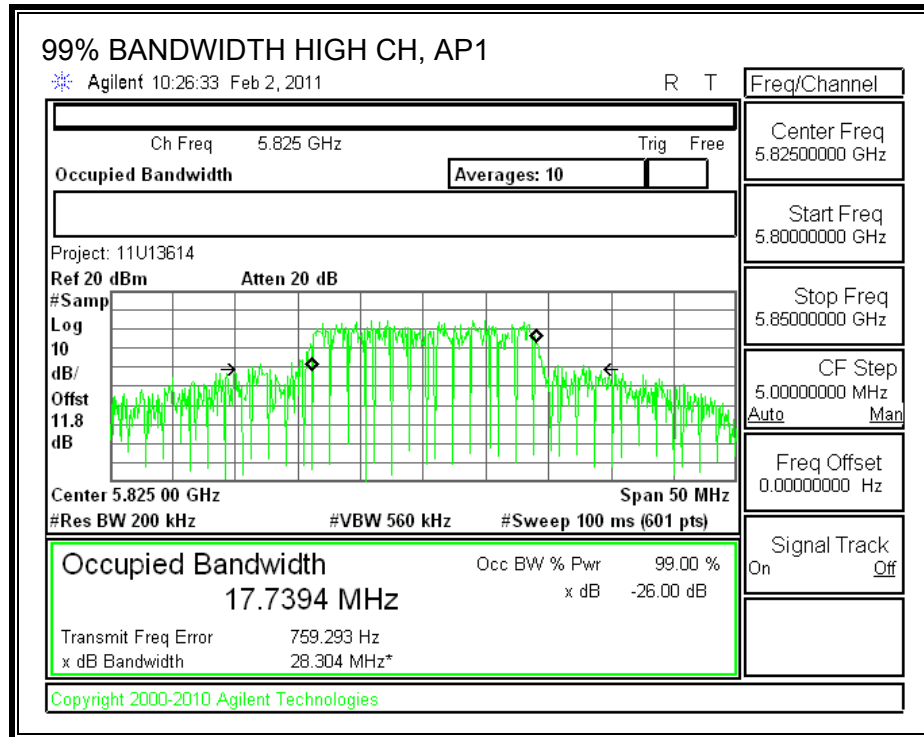 99% BANDWIDTH HIGH CH, AP1
Agilent 10:26:33 Feb 2, 2011 R T
Freq/Channel
Ch Freq 5.825 GHz Trig Free
Occupied Bandwidth Averages: 10
Center Freq
5.82500000 GHz
Start Freq
5.80000000 GHz
Stop Freq
5.85000000 GHz
CF Step
5.00000000 MHz
Auto Man
Freq Offset
0.00000000 Hz
Signal Track
On Off
Project: 11U13614
Ref 20 dBm Atten 20 dB
#Samp
Log
10
dB/
Offst
11.8
dB
Center 5.825 00 GHz Span 50 MHz
#Res BW 200 kHz #VBW 560 kHz #Sweep 100 ms (601 pts)
Occupied Bandwidth Occ BW % Pwr 99.00 %
17.7394 MHz x dB -26.00 dB
Transmit Freq Error 759.293 Hz
x dB Bandwidth 28.304 MHz*
Copyright 2000-2010 Agilent Technologies